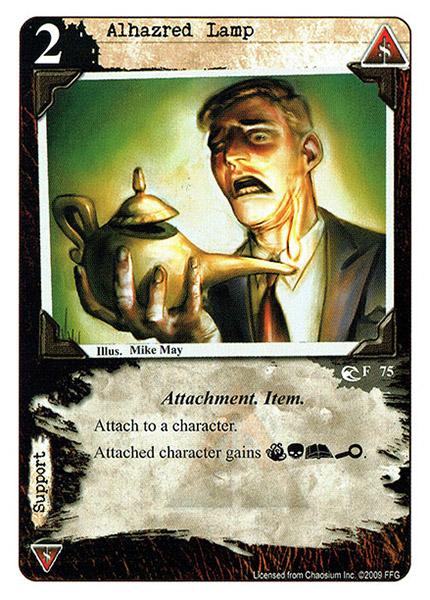 2
Alhazred Lamp
Illus. Mike May
F 75
Attachment. Item.
Attach to a character.
Attached character gains .
Support
Licensed from Chaosium Inc. ©2009 FFG